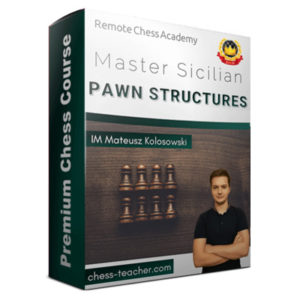 Remote Chess Academy
Master Sicilian
PAWN STRUCTURES
IM Mateusz Kolosowski
chess-teacher.com
Premium Chess Course